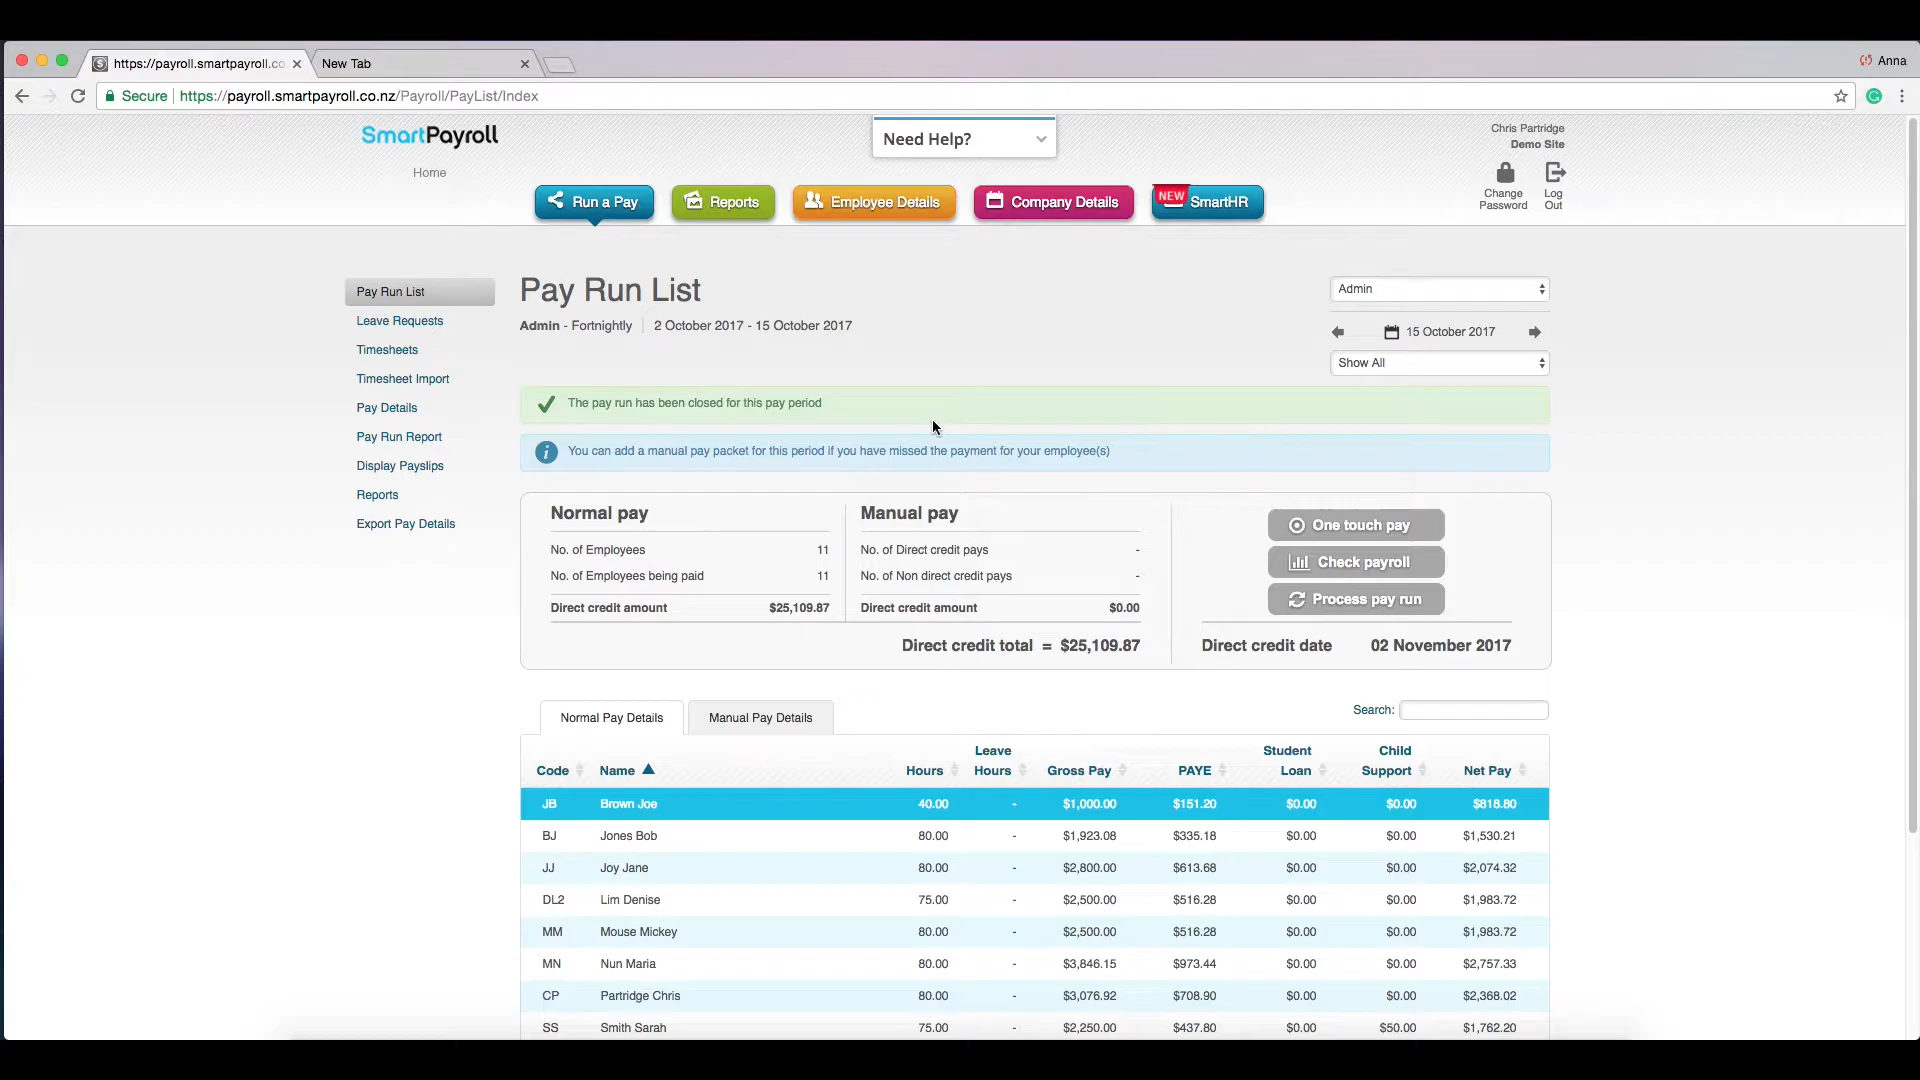 https://payroll.smartpayroll.co
New Tab
Anna
Secure | https://payroll.smartpayroll.co.nz/Payroll/PayList/Index
SmartPayroll
Need Help?
Chris Partridge
Demo Site
Home
Change Password
Log Out
Run a Pay
Reports
Employee Details
Company Details
NEW SmartHR
Pay Run List
Leave Requests
Timesheets
Timesheet Import
Pay Details
Pay Run Report
Display Payslips
Reports
Export Pay Details
Pay Run List
Admin - Fortnightly | 2 October 2017 - 15 October 2017
Admin
15 October 2017
Show All
The pay run has been closed for this pay period
You can add a manual pay packet for this period if you have missed the payment for your employee(s)
Normal pay
No. of Employees 11
No. of Employees being paid 11
Direct credit amount $25,109.87
Manual pay
No. of Direct credit pays -
No. of Non direct credit pays -
Direct credit amount $0.00
Direct credit total = $25,109.87
One touch pay
Check payroll
Process pay run
Direct credit date 02 November 2017
Normal Pay Details
Manual Pay Details
Search:
Code Name Hours Leave Hours Gross Pay PAYE Student Loan Child Support Net Pay
JB Brown Joe 40.00 - $1,000.00 $151.20 $0.00 $0.00 $818.80
BJ Jones Bob 80.00 - $1,923.08 $335.18 $0.00 $0.00 $1,530.21
JJ Joy Jane 80.00 - $2,800.00 $613.68 $0.00 $0.00 $2,074.32
DL2 Lim Denise 75.00 - $2,500.00 $516.28 $0.00 $0.00 $1,983.72
MM Mouse Mickey 80.00 - $2,500.00 $516.28 $0.00 $0.00 $1,983.72
MN Nun Maria 80.00 - $3,846.15 $973.44 $0.00 $0.00 $2,757.33
CP Partridge Chris 80.00 - $3,076.92 $708.90 $0.00 $0.00 $2,368.02
SS Smith Sarah 75.00 - $2,250.00 $437.80 $0.00 $50.00 $1,762.20